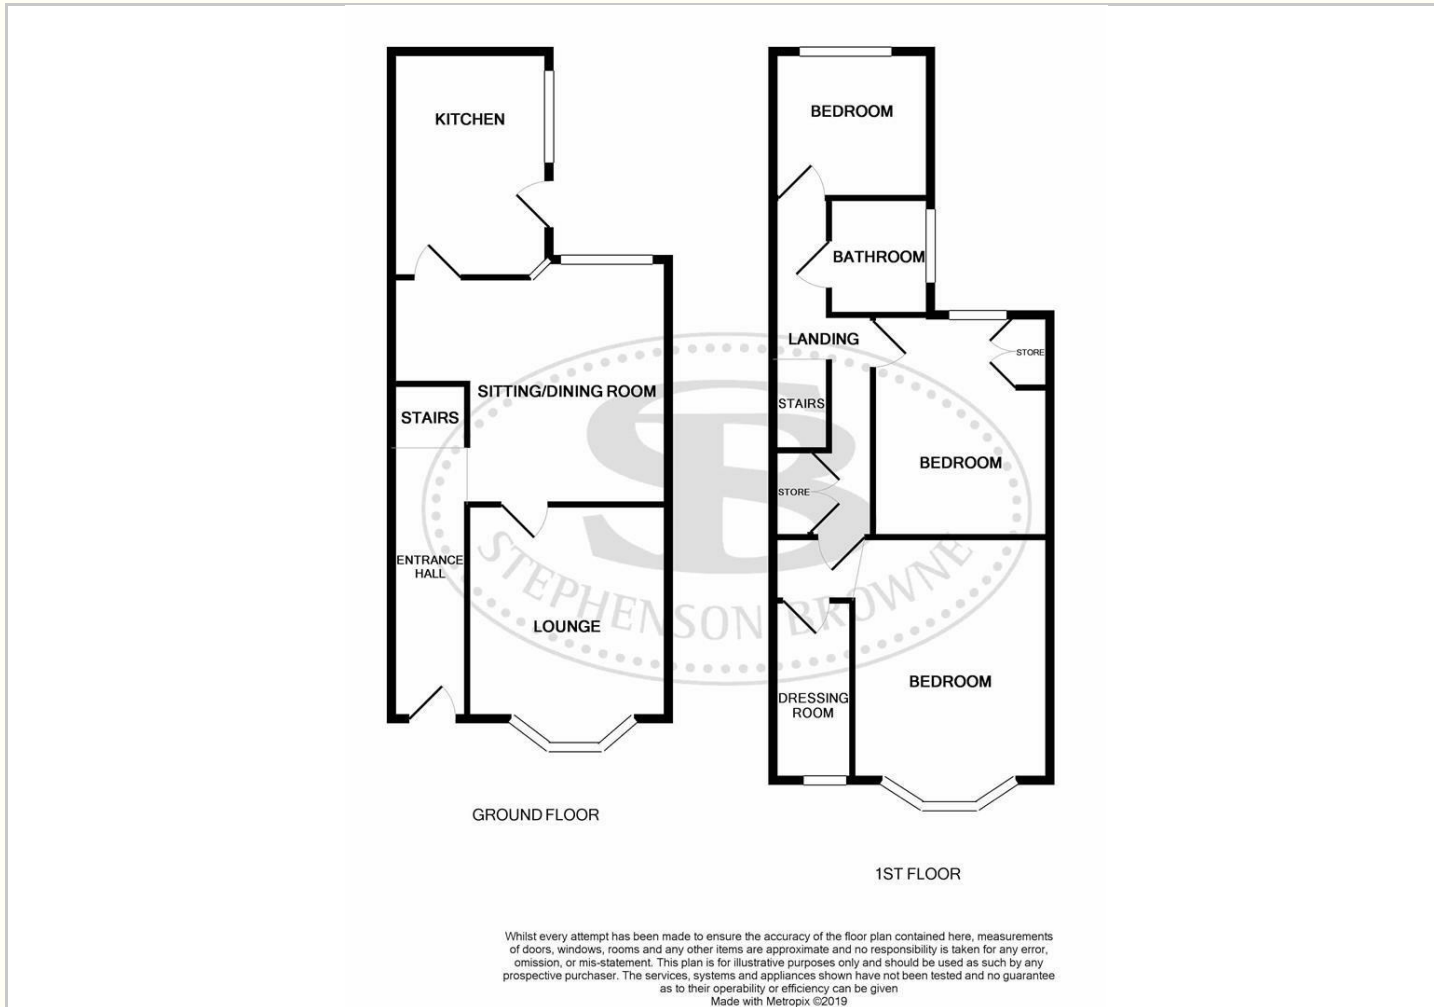 KITCHEN
SITTING/DINING ROOM
STAIRS
ENTRANCE
HALL
LOUNGE
GROUND FLOOR
BEDROOM
BATHROOM
LANDING
STORE
STAIRS
BEDROOM
STORE
DRESSING
ROOM
BEDROOM
1ST FLOOR
SB
STEPHENSON BROWNE
Whilst every attempt has been made to ensure the accuracy of the floor plan contained here, measurements
of doors, windows, rooms and any other items are approximate and no responsibility is taken for any error,
omission, or mis-statement. This plan is for illustrative purposes only and should be used as such by any
prospective purchaser. The services, systems and appliances shown have not been tested and no guarantee
as to their operability or efficiency can be given
Made with Metropix ©2019